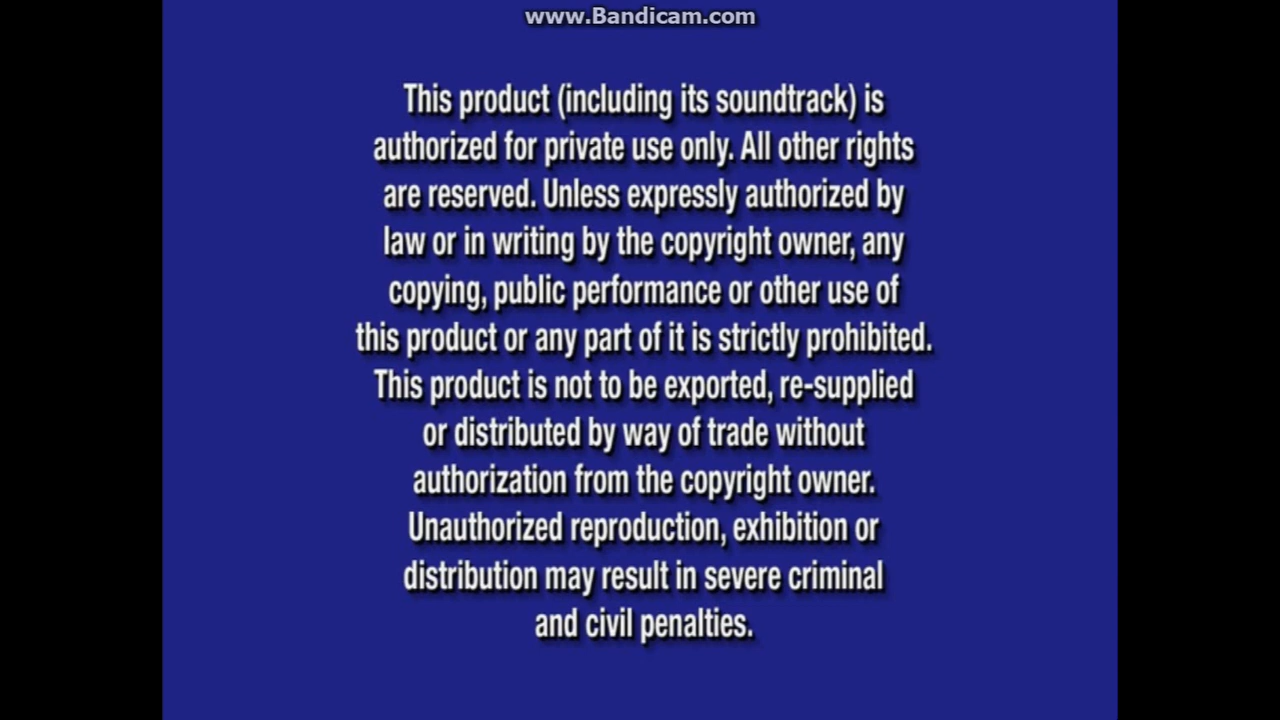 www.Bandicam.com
This product (including its soundtrack) is
authorized for private use only. All other rights
are reserved. Unless expressly authorized by
law or in writing by the copyright owner, any
copying, public performance or other use of
this product or any part of it is strictly prohibited.
This product is not to be exported, re-supplied
or distributed by way of trade without
authorization from the copyright owner.
Unauthorized reproduction, exhibition or
distribution may result in severe criminal
and civil penalties.